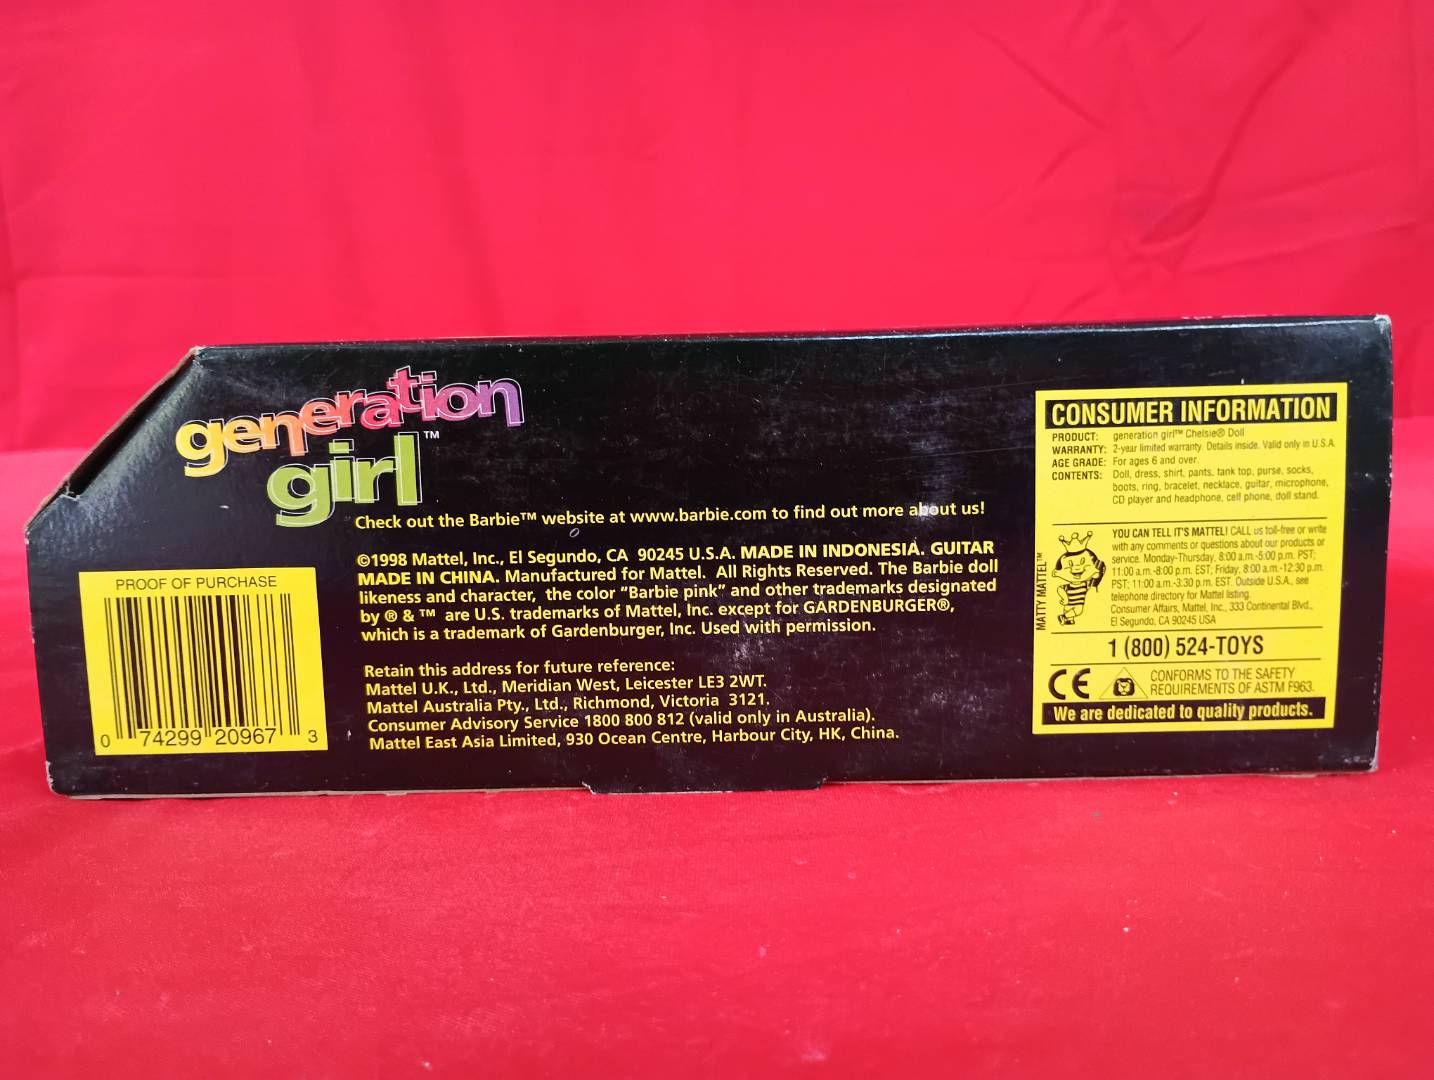 generation
girl™
Check out the Barbie™ website at www.barbie.com to find out more about us!
©1998 Mattel, Inc., El Segundo, CA 90245 U.S.A. MADE IN INDONESIA. GUITAR
MADE IN CHINA. Manufactured for Mattel. All Rights Reserved. The Barbie doll
likeness and character, the color "Barbie pink" and other trademarks designated
by ® & ™ are U.S. trademarks of Mattel, Inc. except for GARDENBURGER®,
which is a trademark of Gardenburger, Inc. Used with permission.
Retain this address for future reference:
Mattel U.K., Ltd., Meridian West, Leicester LE3 2WT.
Mattel Australia Pty., Ltd., Richmond, Victoria 3121.
Consumer Advisory Service 1800 800 812 (valid only in Australia).
Mattel East Asia Limited, 930 Ocean Centre, Harbour City, HK, China.
PROOF OF PURCHASE
0 74299 20967 3
CONSUMER INFORMATION
PRODUCT: generation girl™ Chelsie® Doll
WARRANTY: 2-year limited warranty. Details inside. Valid only in U.S.A.
AGE GRADE: For ages 6 and over.
CONTENTS: Doll, dress, shirt, pants, tank top, purse, socks,
boots, ring, bracelet, necklace, guitar, microphone,
CD player and headphone, cell phone, doll stand.
MATTY MATTEL™
YOU CAN TELL IT'S MATTEL! CALL us toll-free or write
with any comments or questions about our products or
service. Monday-Thursday, 8:00 a.m.-5:00 p.m. PST;
11:00 a.m.-8:00 p.m. EST; Friday, 8:00 a.m.-12:30 p.m.
PST; 11:00 a.m.-3:30 p.m. EST. Outside U.S.A., see
telephone directory for Mattel listing.
Consumer Affairs, Mattel, Inc., 333 Continental Blvd.,
El Segundo, CA 90245 USA
1 (800) 524-TOYS
CE
CONFORMS TO THE SAFETY
REQUIREMENTS OF ASTM F963.
We are dedicated to quality products.